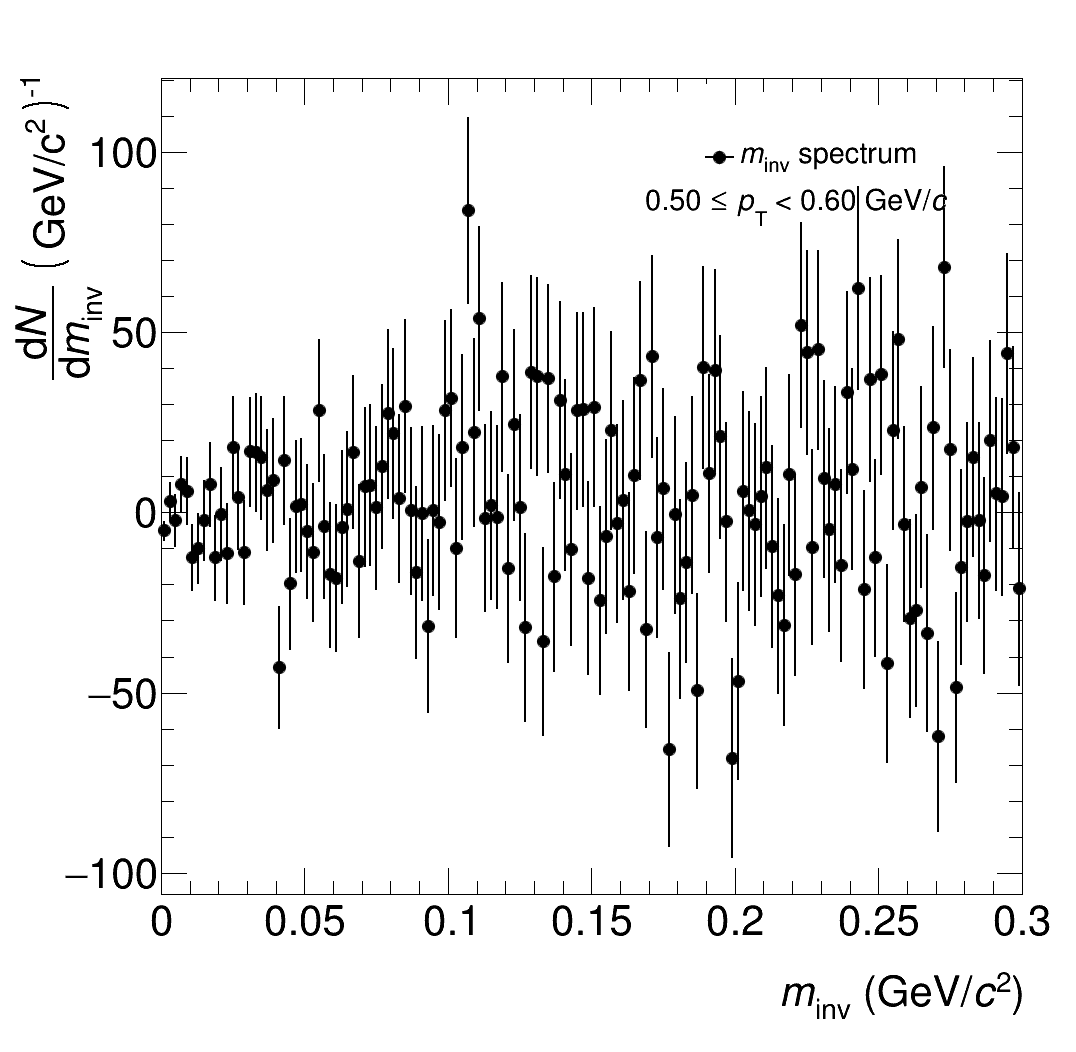 dN/dm_inv (GeV/c²)⁻¹
100
50
0
−50
−100
m_inv spectrum
0.50 ≤ p_T < 0.60 GeV/c
0 0.05 0.1 0.15 0.2 0.25 0.3
m_inv (GeV/c²)